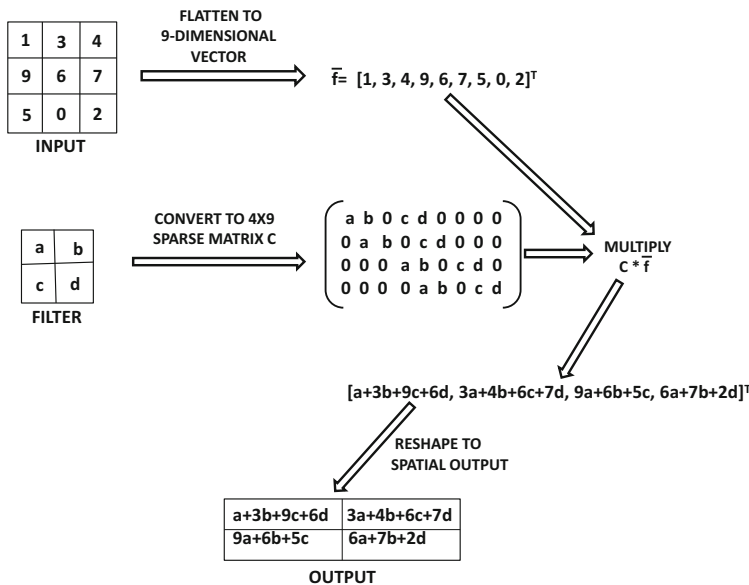 1 3 4
9 6 7
5 0 2
INPUT
FLATTEN TO
9-DIMENSIONAL
VECTOR
f̅= [1, 3, 4, 9, 6, 7, 5, 0, 2]ᵀ
a b
c d
FILTER
CONVERT TO 4X9
SPARSE MATRIX C
a b 0 c d 0 0 0 0
0 a b 0 c d 0 0 0
0 0 0 a b 0 c d 0
0 0 0 0 a b 0 c d
MULTIPLY
C * f̅
[a+3b+9c+6d, 3a+4b+6c+7d, 9a+6b+5c, 6a+7b+2d]ᵀ
RESHAPE TO
SPATIAL OUTPUT
a+3b+9c+6d 3a+4b+6c+7d
9a+6b+5c 6a+7b+2d
OUTPUT